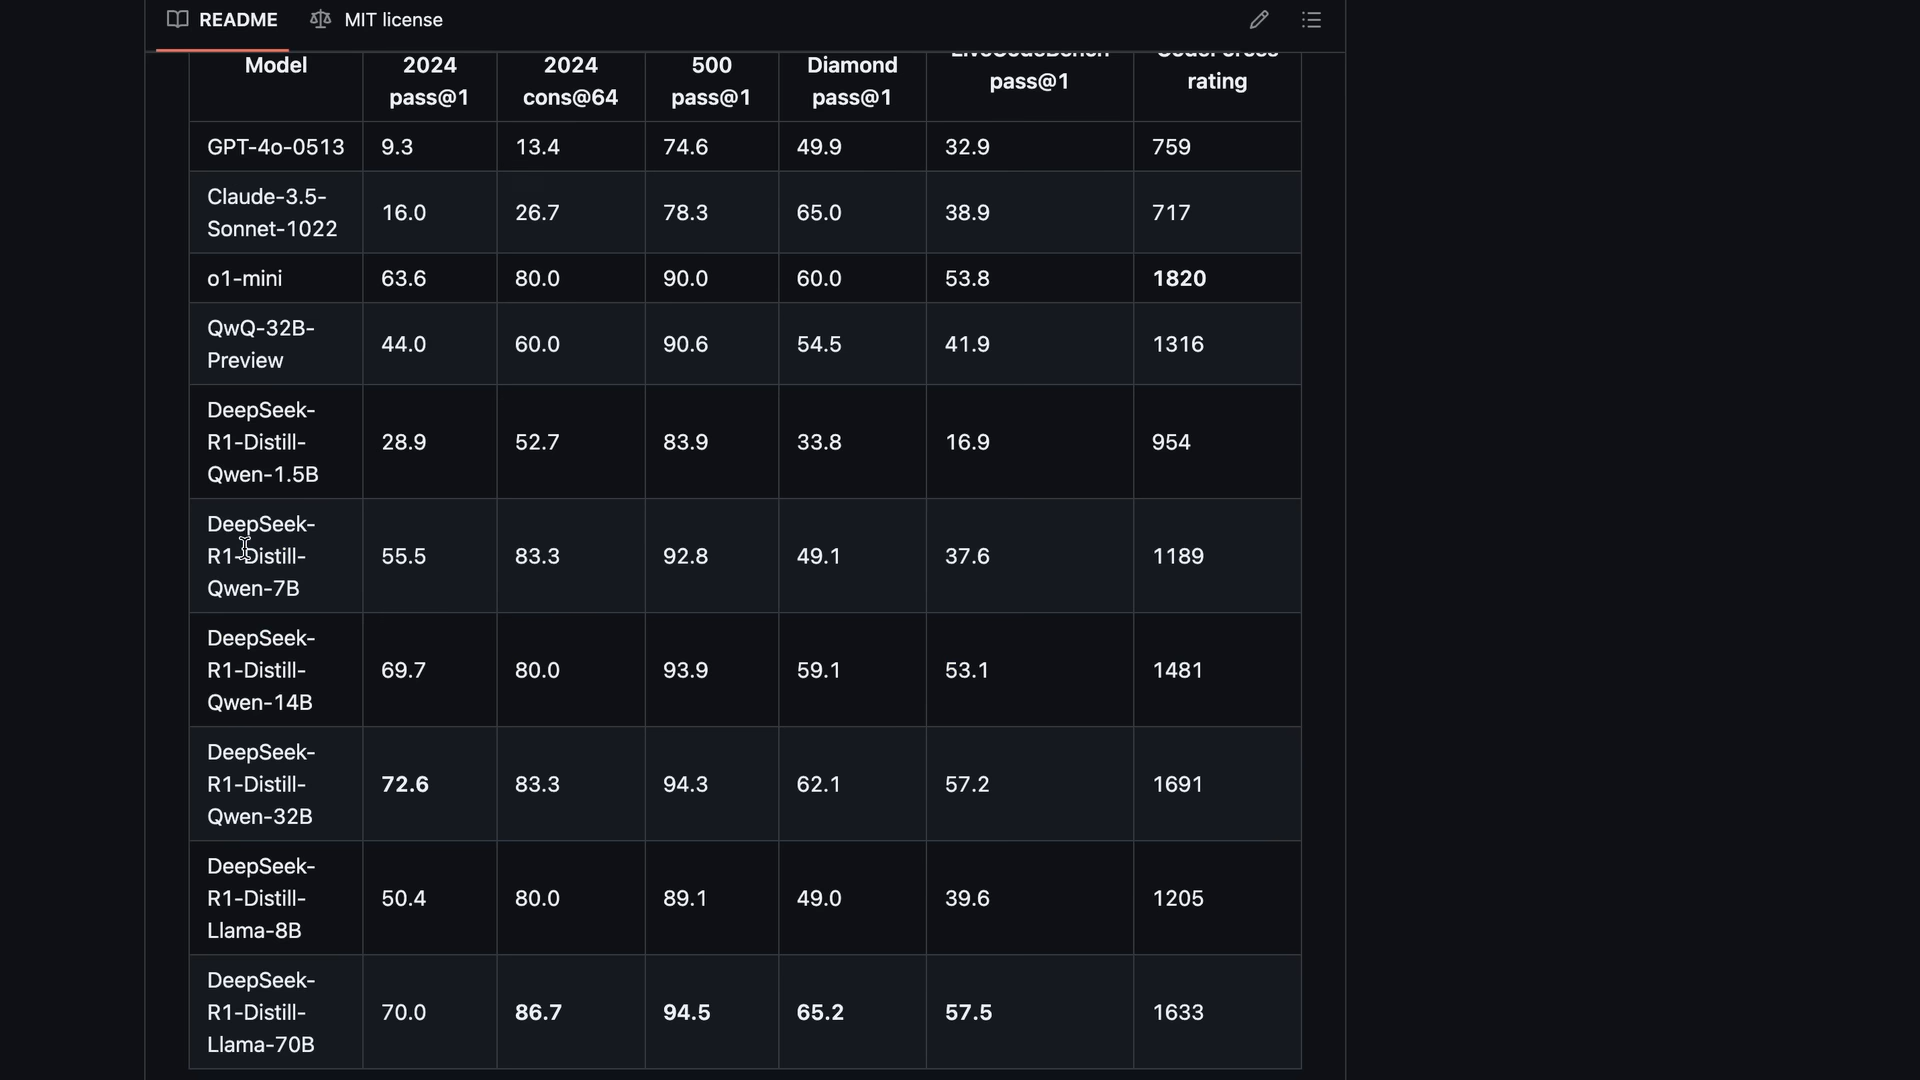 README
MIT license
Model
2024
pass@1
2024
cons@64
500
pass@1
Diamond
pass@1
LiveCodeBench
pass@1
CodeForces
rating
GPT-4o-0513 9.3 13.4 74.6 49.9 32.9 759
Claude-3.5-
Sonnet-1022
16.0 26.7 78.3 65.0 38.9 717
o1-mini 63.6 80.0 90.0 60.0 53.8 1820
QwQ-32B-
Preview
44.0 60.0 90.6 54.5 41.9 1316
DeepSeek-
R1-Distill-
Qwen-1.5B
28.9 52.7 83.9 33.8 16.9 954
DeepSeek-
R1-Distill-
Qwen-7B
55.5 83.3 92.8 49.1 37.6 1189
DeepSeek-
R1-Distill-
Qwen-14B
69.7 80.0 93.9 59.1 53.1 1481
DeepSeek-
R1-Distill-
Qwen-32B
72.6 83.3 94.3 62.1 57.2 1691
DeepSeek-
R1-Distill-
Llama-8B
50.4 80.0 89.1 49.0 39.6 1205
DeepSeek-
R1-Distill-
Llama-70B
70.0 86.7 94.5 65.2 57.5 1633